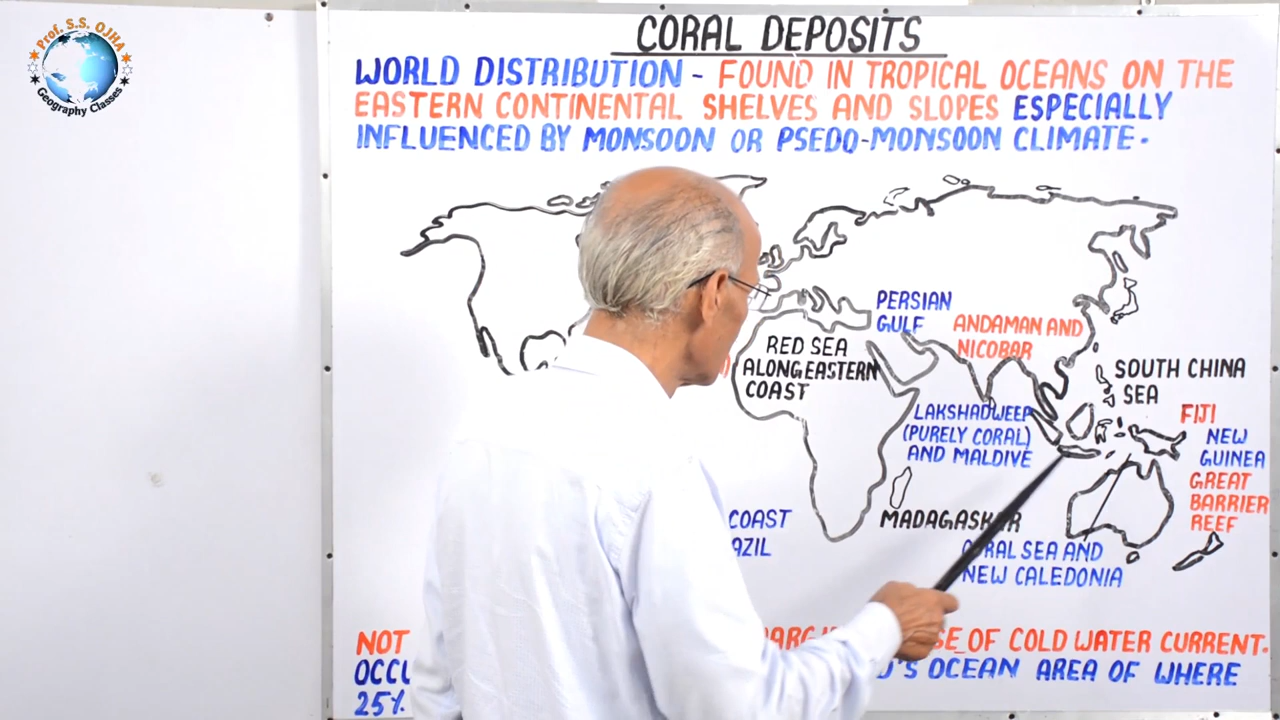 Prof. S.S. OJHA
Geography Classes
CORAL DEPOSITS
WORLD DISTRIBUTION - FOUND IN TROPICAL OCEANS ON THE
EASTERN CONTINENTAL SHELVES AND SLOPES ESPECIALLY
INFLUENCED BY MONSOON OR PSEDO-MONSOON CLIMATE.
PERSIAN
GULF
ANDAMAN AND
NICOBAR
RED SEA
ALONG EASTERN
COAST
SOUTH CHINA
SEA
LAKSHADWEEP
(PURELY CORAL)
AND MALDIVE
FIJI
NEW
GUINEA
GREAT
BARRIER
REEF
MADAGASKAR
COAST
SEA AND
NEW CALEDONIA
NOT OF COLD WATER CURRENT.
OCEAN AREA OF WHERE
25%